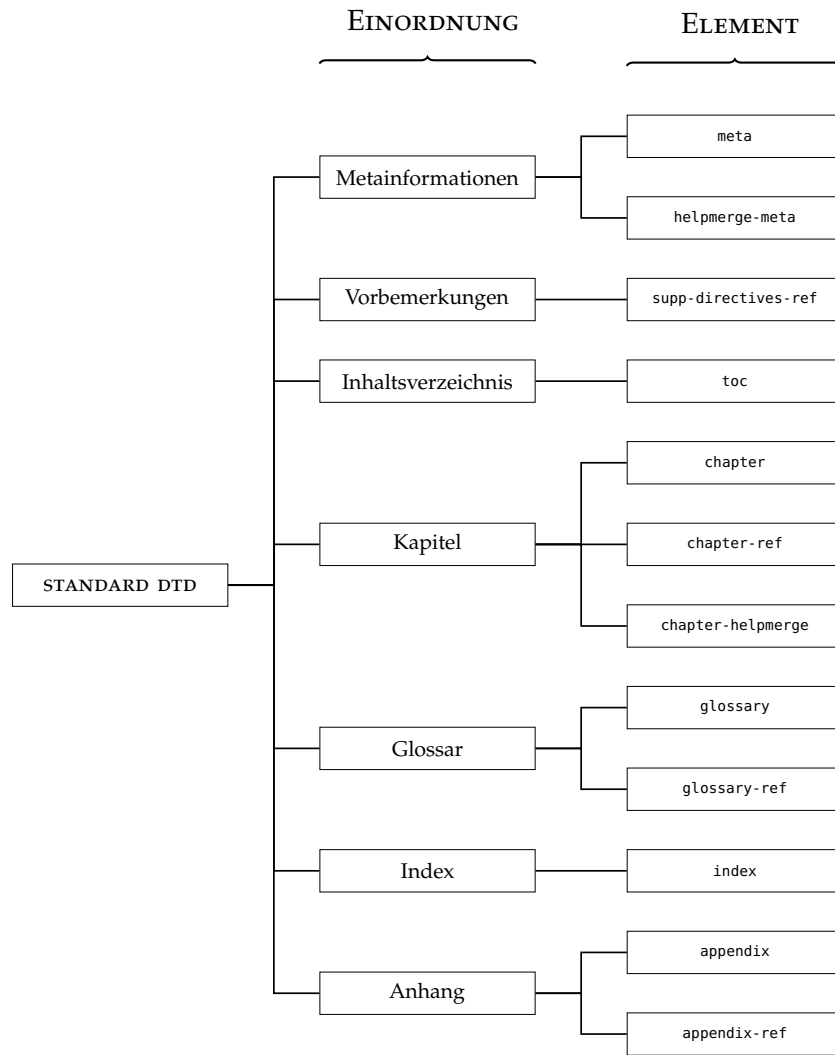 EINORDNUNG
ELEMENT
meta
Metainformationen
helpmerge-meta
Vorbemerkungen
supp-directives-ref
Inhaltsverzeichnis
toc
chapter
Kapitel
chapter-ref
STANDARD DTD
chapter-helpmerge
glossary
Glossar
glossary-ref
Index
index
appendix
Anhang
appendix-ref